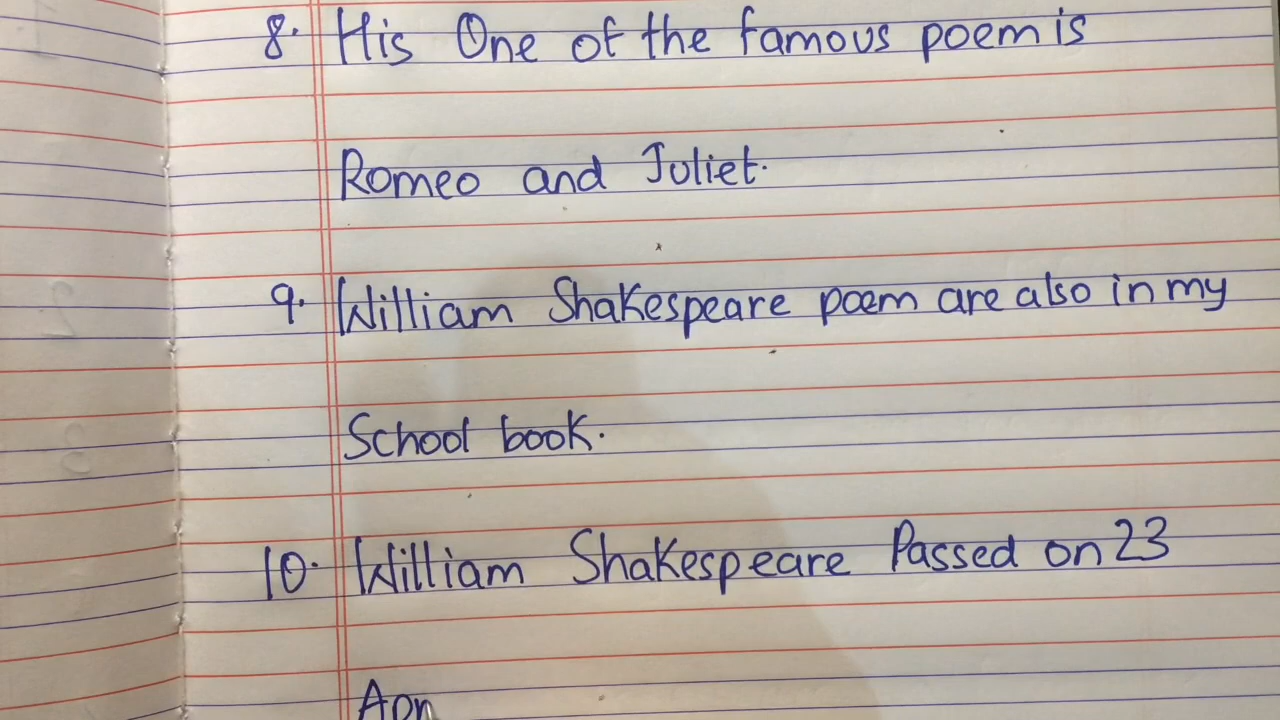 8. His One of the famous poem is
Romeo and Juliet.
9. William Shakespeare poem are also in my
School book.
10. William Shakespeare Passed on 23